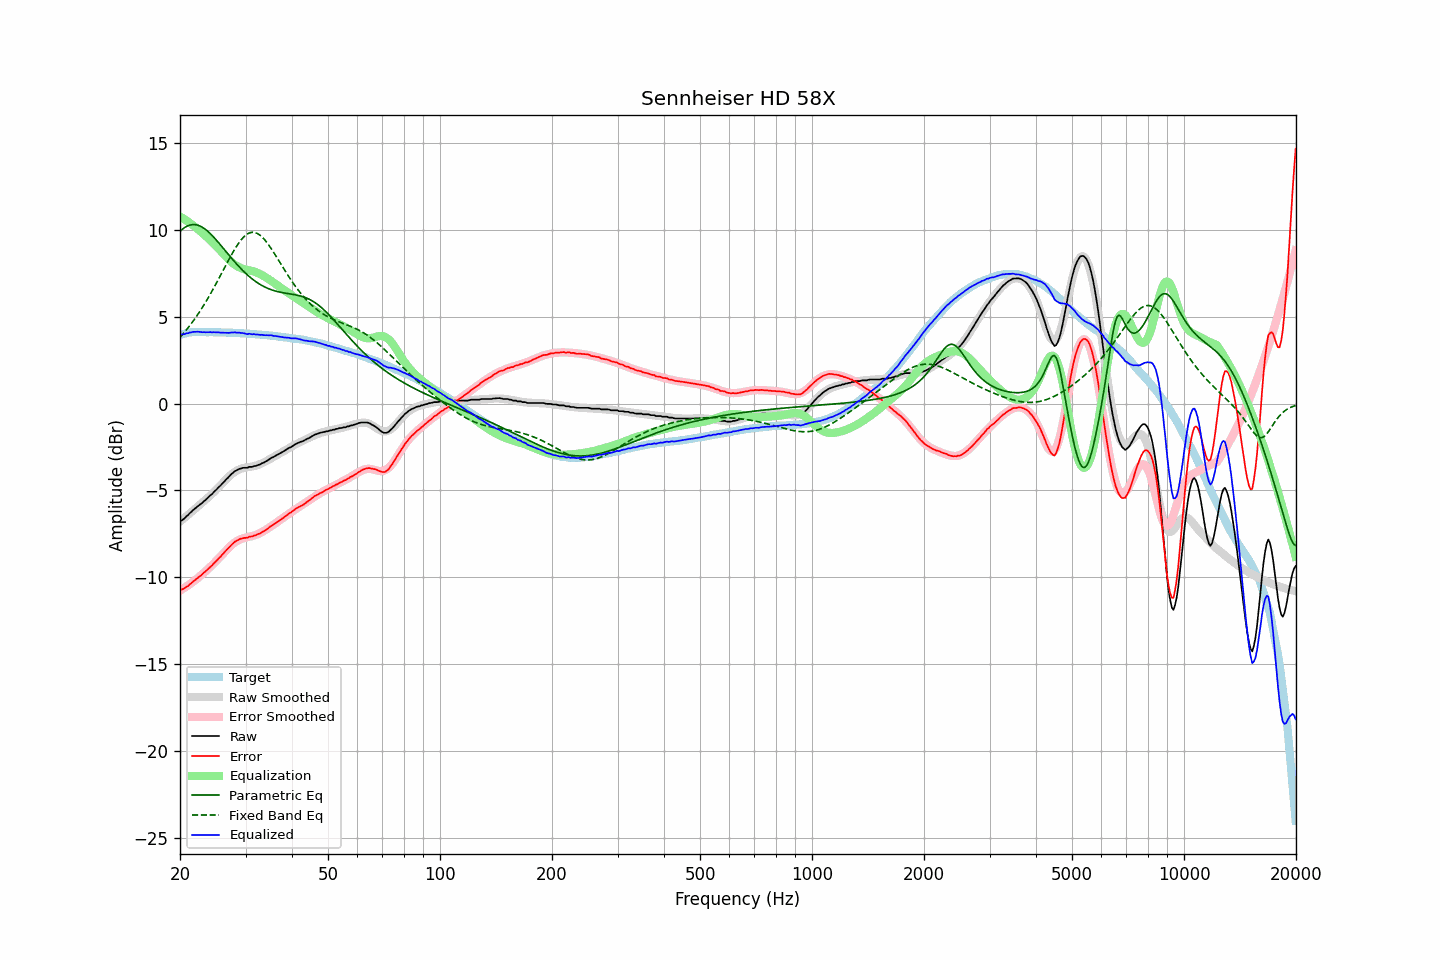 Sennheiser HD 58X
Amplitude (dBr)
15
10
5
0
−5
−10
−15
−20
−25
Target
Raw Smoothed
Error Smoothed
Raw
Error
Equalization
Parametric Eq
Fixed Band Eq
Equalized
20 50 100 200 500 1000 2000 5000 10000 20000
Frequency (Hz)